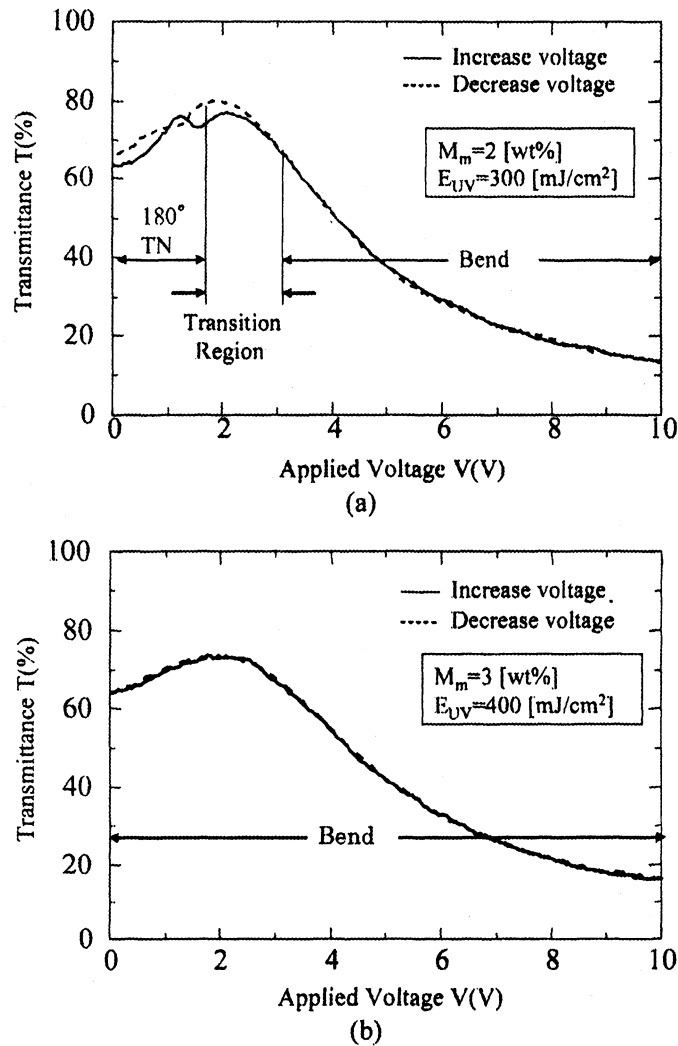 100
80
60
40
20
0
Transmittance T(%)
Increase voltage
Decrease voltage
Mₘ=2 [wt%]
E_UV=300 [mJ/cm²]
180°
TN
Bend
Transition
Region
0 2 4 6 8 10
Applied Voltage V(V)
(a)
100
80
60
40
20
0
Transmittance T(%)
Increase voltage
Decrease voltage
Mₘ=3 [wt%]
E_UV=400 [mJ/cm²]
Bend
0 2 4 6 8 10
Applied Voltage V(V)
(b)